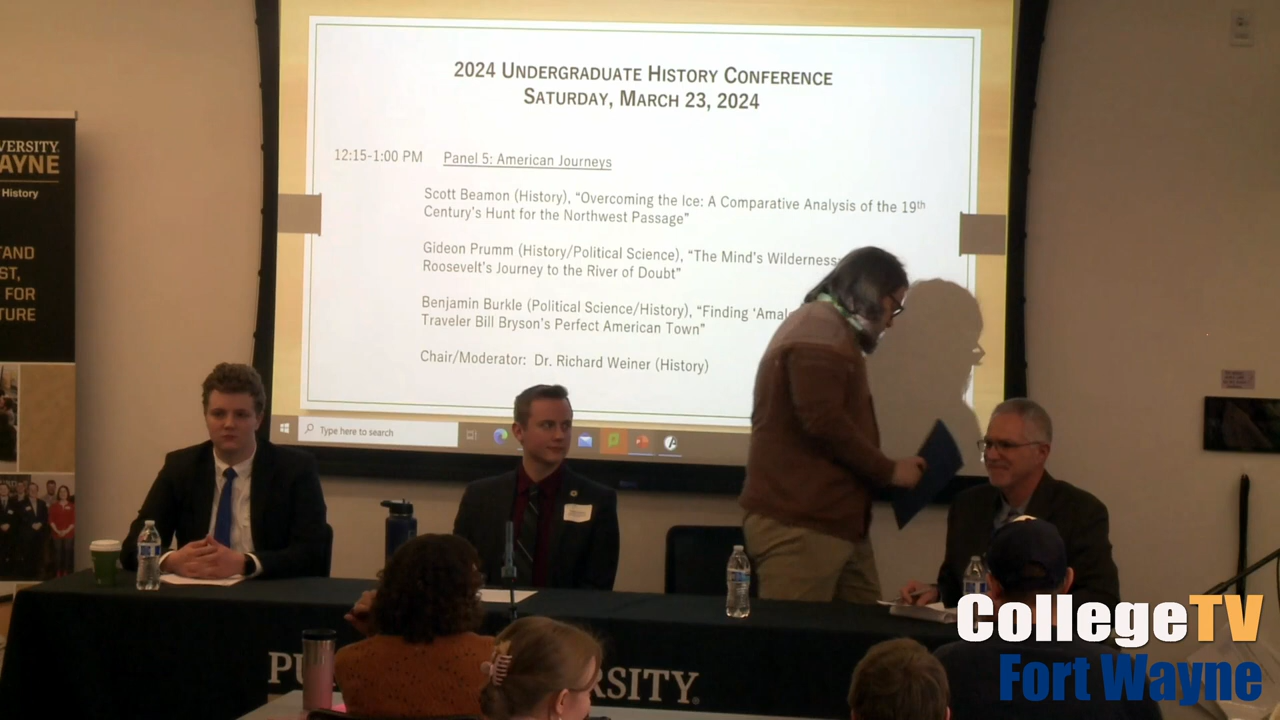 2024 UNDERGRADUATE HISTORY CONFERENCE
SATURDAY, MARCH 23, 2024
12:15-1:00 PM Panel 5: American Journeys
Scott Beamon (History), “Overcoming the Ice: A Comparative Analysis of the 19th
Century’s Hunt for the Northwest Passage”
Gideon Prumm (History/Political Science), “The Mind’s Wilderness
Roosevelt’s Journey to the River of Doubt”
Benjamin Burkle (Political Science/History), “Finding ‘Amal
Traveler Bill Bryson’s Perfect American Town”
Chair/Moderator: Dr. Richard Weiner (History)
Type here to search
VERSITY.
AYNE
History
TAND
ST,
FOR
TURE
PU
RSITY.
CollegeTV
Fort Wayne